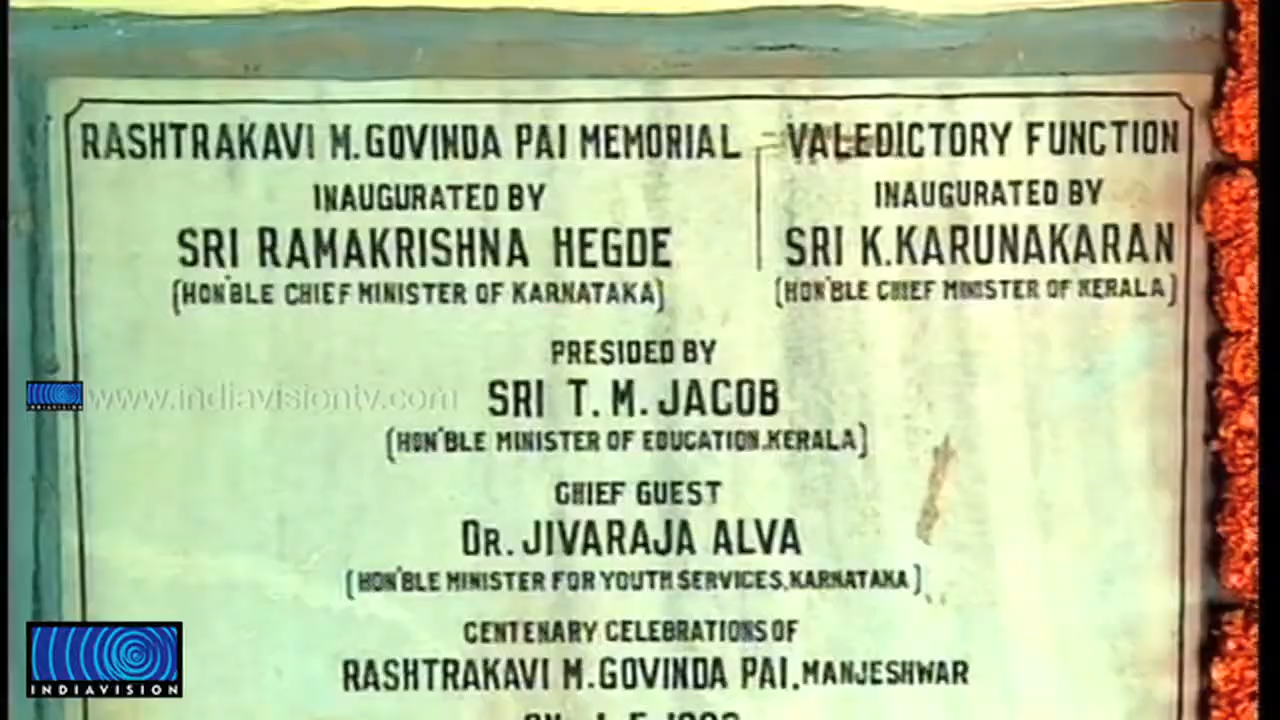 RASHTRAKAVI M.GOVINDA PAI MEMORIAL
INAUGURATED BY
SRI RAMAKRISHNA HEGDE
(HON'BLE CHIEF MINISTER OF KARNATAKA)
VALEDICTORY FUNCTION
INAUGURATED BY
SRI K.KARUNAKARAN
(HON'BLE CHIEF MINISTER OF KERALA)
PRESIDED BY
SRI T. M. JACOB
(HON'BLE MINISTER OF EDUCATION.KERALA)
CHIEF GUEST
DR. JIVARAJA ALVA
(HON'BLE MINISTER FOR YOUTH SERVICES, KARNATAKA)
CENTENARY CELEBRATIONS OF
RASHTRAKAVI M.GOVINDA PAI. MANJESHWAR
www.indiavisiontv.com
INDIAVISION
INDIAVISION